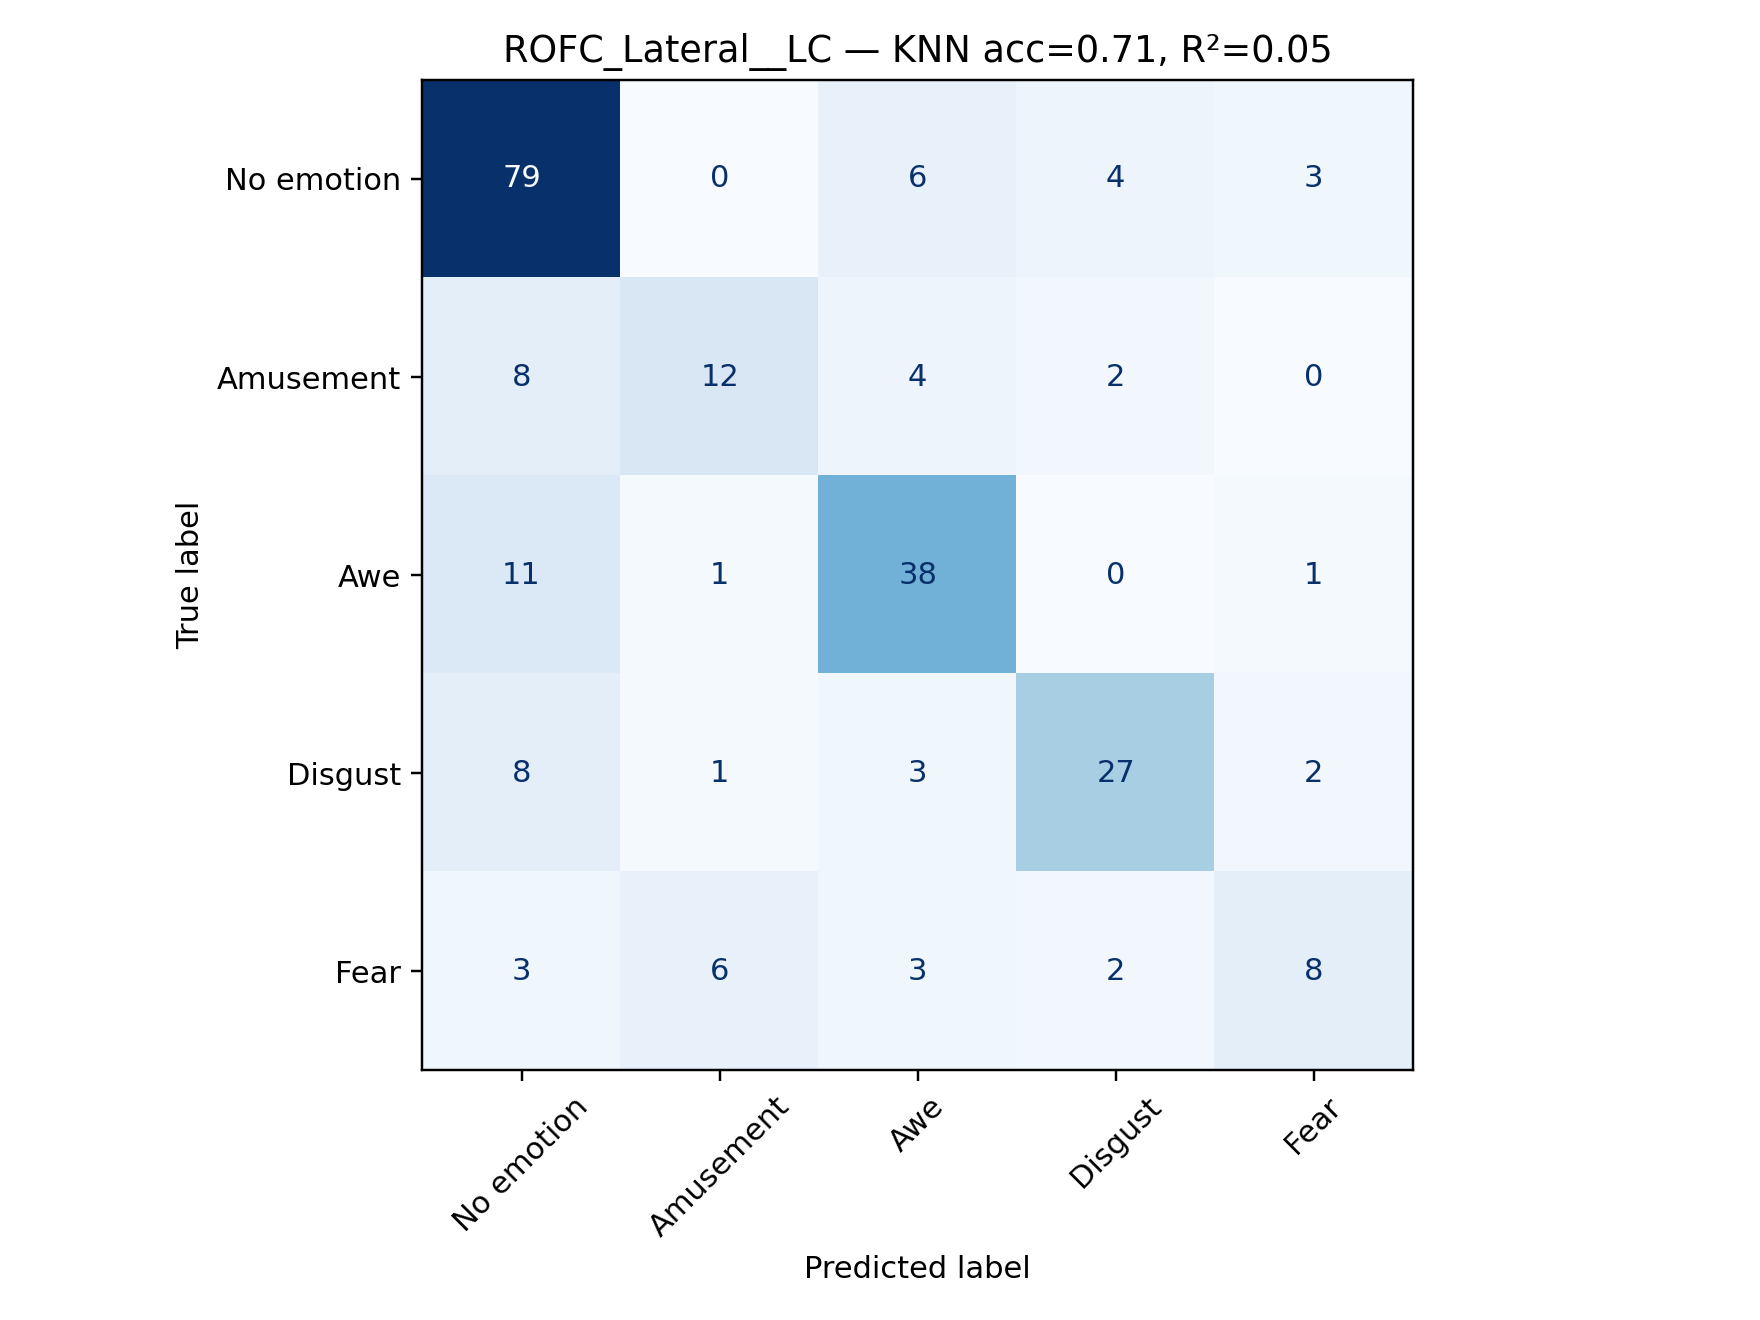 ROFC_Lateral__LC — KNN acc=0.71, R²=0.05
No emotion 79 0 6 4 3
Amusement 8 12 4 2 0
Awe 11 1 38 0 1
Disgust 8 1 3 27 2
Fear 3 6 3 2 8
True label
No emotion Amusement Awe Disgust Fear
Predicted label